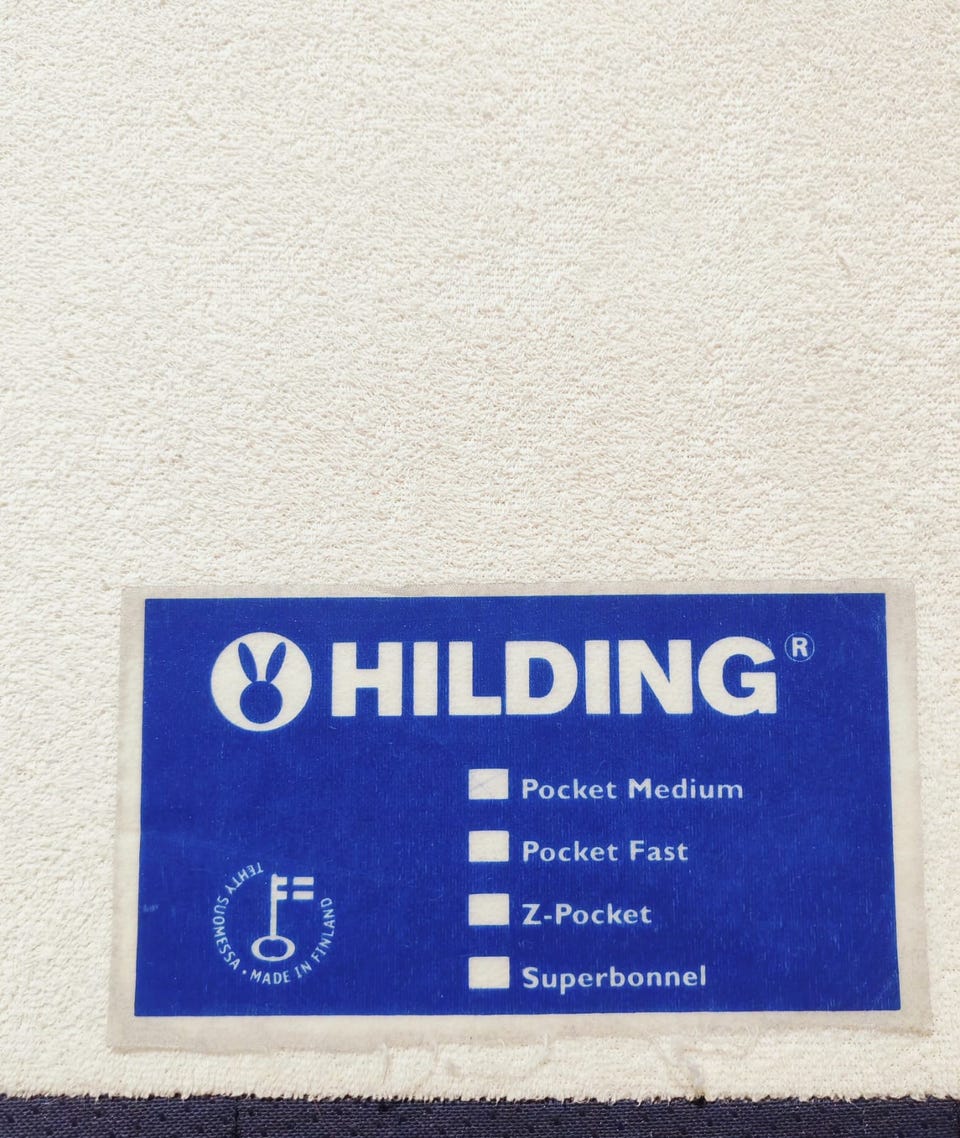 HILDING®
Pocket Medium
Pocket Fast
Z-Pocket
Superbonnel
TEHTY SUOMESSA • MADE IN FINLAND